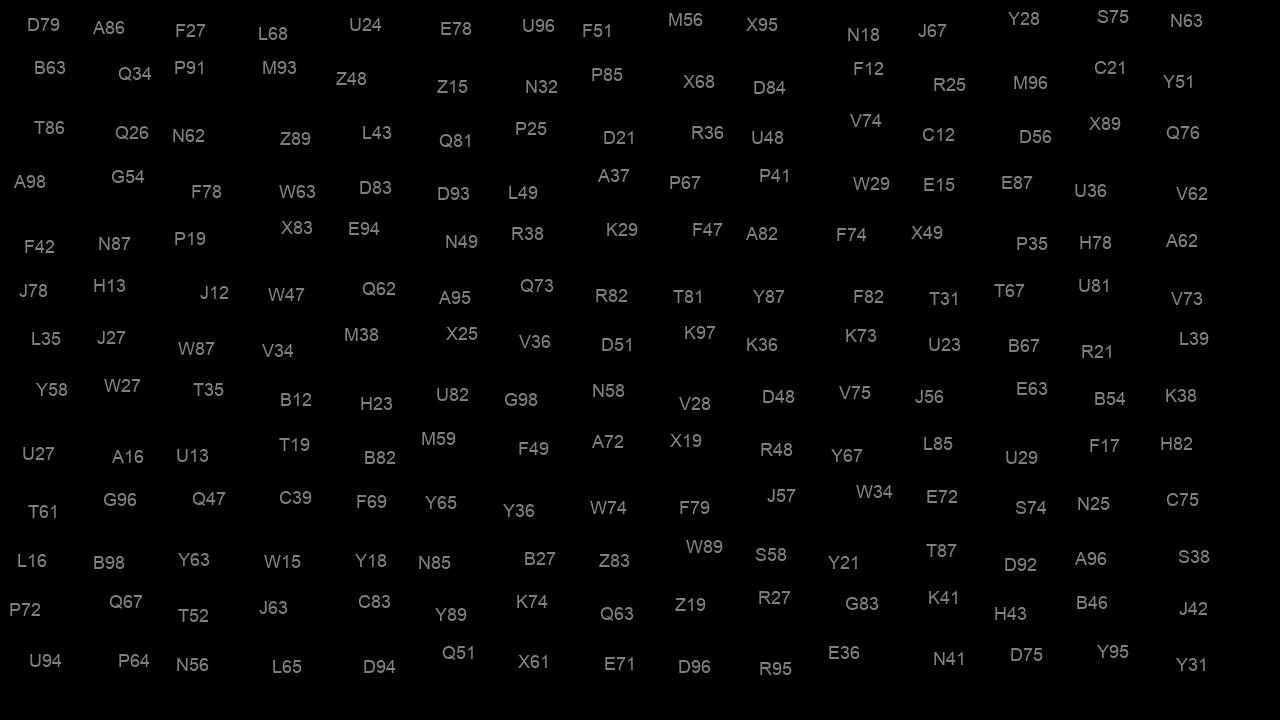 D79 A86 F27 L68 U24 E78 U96 F51 M56 X95 N18 J67 Y28 S75 N63
B63 Q34 P91 M93 Z48 Z15 N32 P85 X68 D84 F12 R25 M96 C21 Y51
T86 Q26 N62 Z89 L43 Q81 P25 D21 R36 U48 V74 C12 D56 X89 Q76
A98 G54 F78 W63 D83 D93 L49 A37 P67 P41 W29 E15 E87 U36 V62
F42 N87 P19 X83 E94 N49 R38 K29 F47 A82 F74 X49 P35 H78 A62
J78 H13 J12 W47 Q62 A95 Q73 R82 T81 Y87 F82 T31 T67 U81 V73
L35 J27 W87 V34 M38 X25 V36 D51 K97 K36 K73 U23 B67 R21 L39
Y58 W27 T35 B12 H23 U82 G98 N58 V28 D48 V75 J56 E63 B54 K38
U27 A16 U13 T19 B82 M59 F49 A72 X19 R48 Y67 L85 U29 F17 H82
T61 G96 Q47 C39 F69 Y65 Y36 W74 F79 J57 W34 E72 S74 N25 C75
L16 B98 Y63 W15 Y18 N85 B27 Z83 W89 S58 Y21 T87 D92 A96 S38
P72 Q67 T52 J63 C83 Y89 K74 Q63 Z19 R27 G83 K41 H43 B46 J42
U94 P64 N56 L65 D94 Q51 X61 E71 D96 R95 E36 N41 D75 Y95 Y31